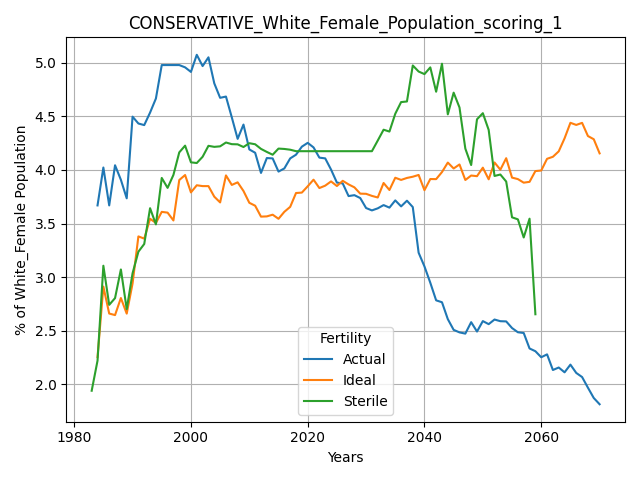 CONSERVATIVE_White_Female_Population_scoring_1
% of White_Female Population
5.0
4.5
4.0
3.5
3.0
2.5
2.0
Fertility
Actual
Ideal
Sterile
1980
2000
2020
2040
2060
Years